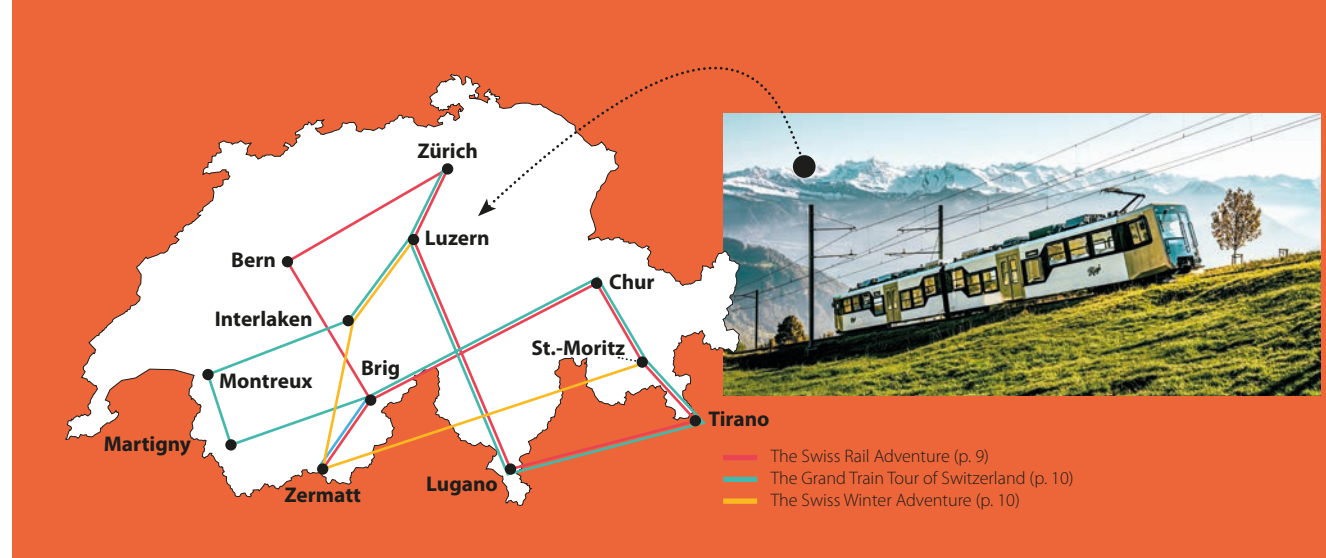 Zürich
Luzern
Bern
Chur
Interlaken
St.-Moritz
Brig
Montreux
Tirano
Martigny
Zermatt
Lugano
The Swiss Rail Adventure (p. 9)
The Grand Train Tour of Switzerland (p. 10)
The Swiss Winter Adventure (p. 10)